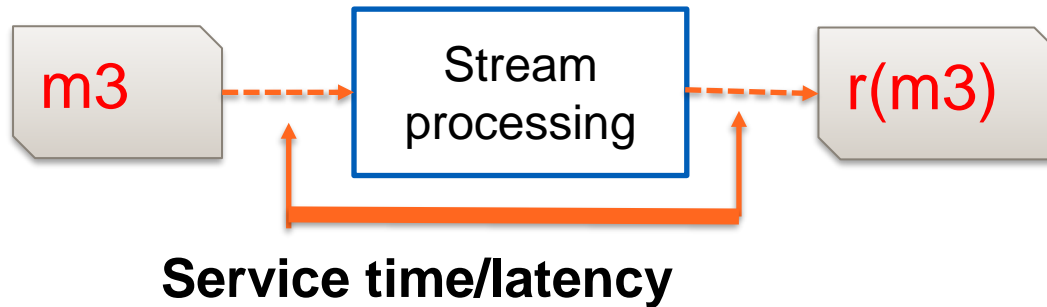 m3
Stream
processing
r(m3)
Service time/latency